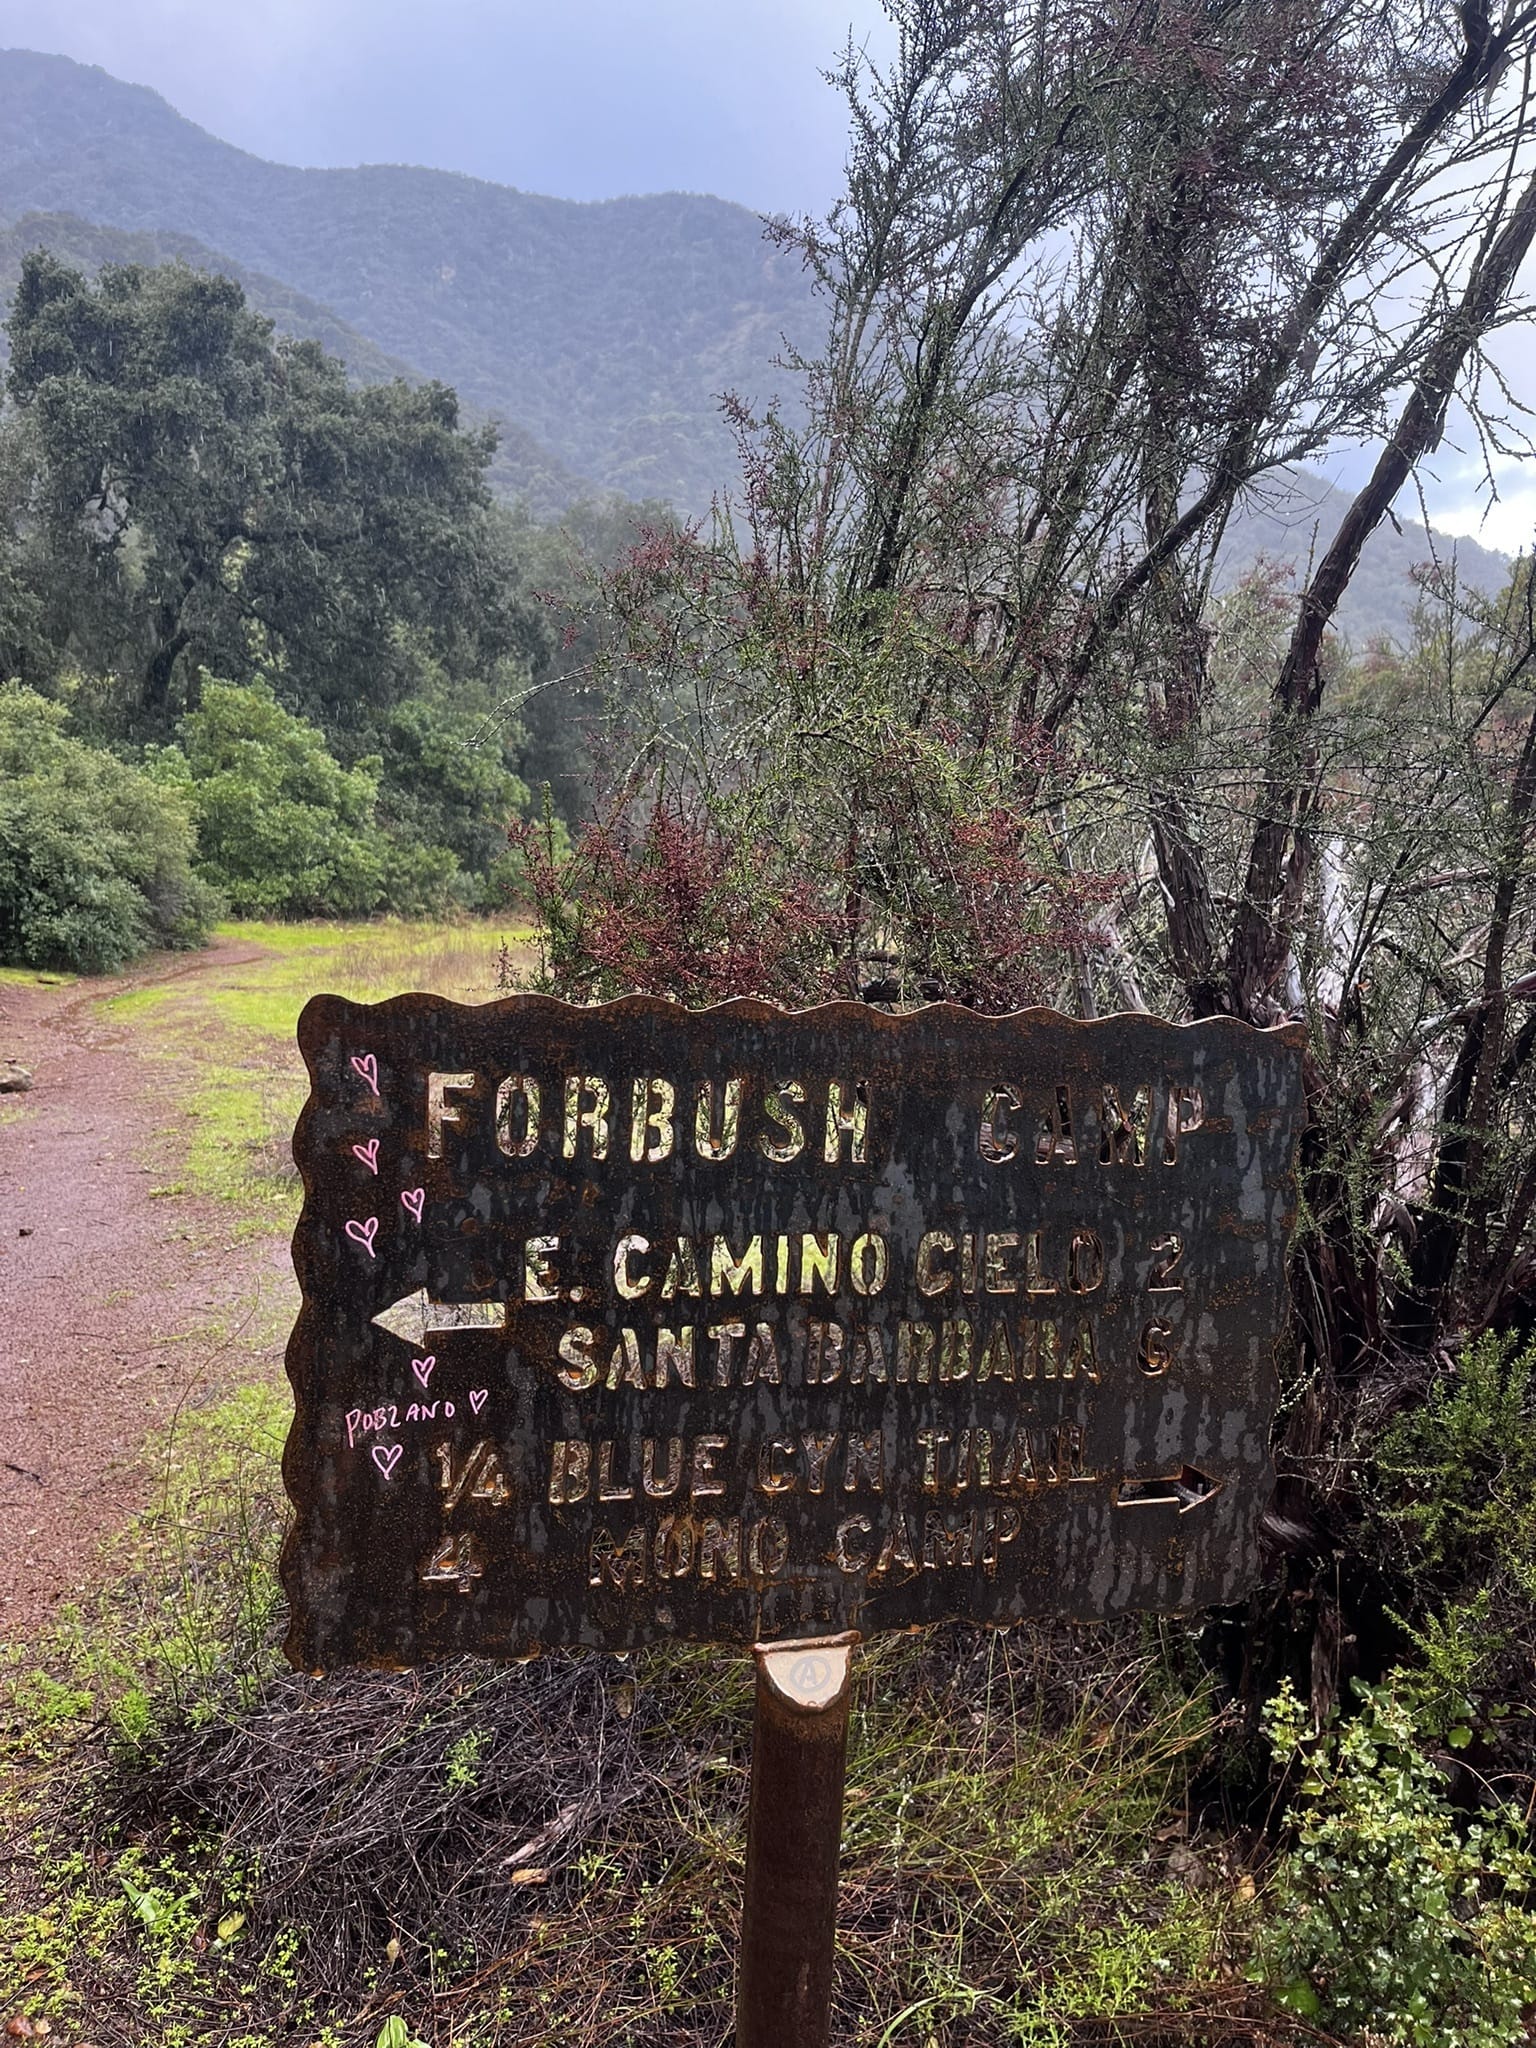 FORBUSH CAMP
E. CAMINO CIELO 2
SANTA BARBARA 6
POBLANO
1/4 BLUE CYN TRAIL
4 MONO CAMP
A